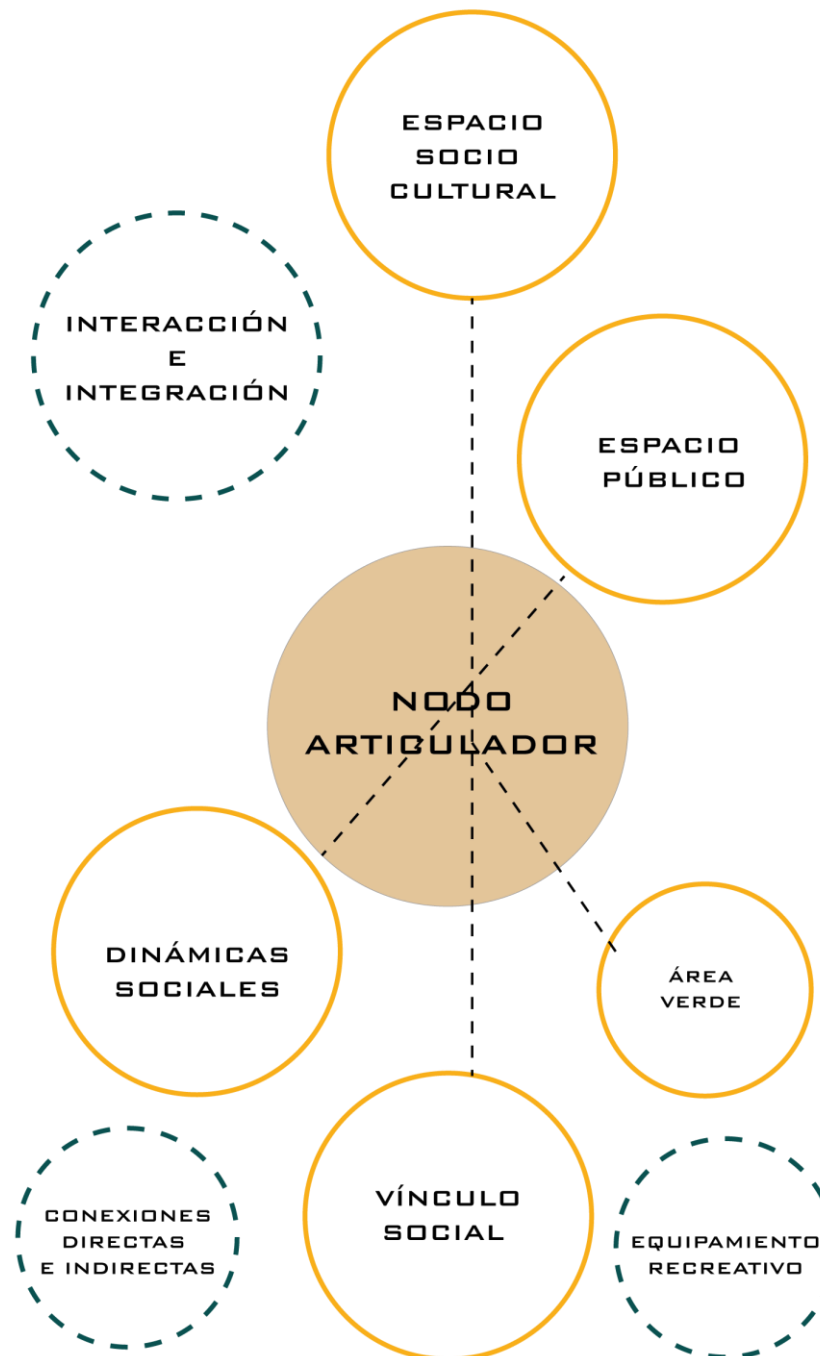 ESPACIO
SOCIO
CULTURAL
INTERACCIÓN
E
INTEGRACIÓN
ESPACIO
PÚBLICO
NODO
ARTICULADOR
DINÁMICAS
SOCIALES
ÁREA
VERDE
CONEXIONES
DIRECTAS
E INDIRECTAS
VÍNCULO
SOCIAL
EQUIPAMIENTO
RECREATIVO